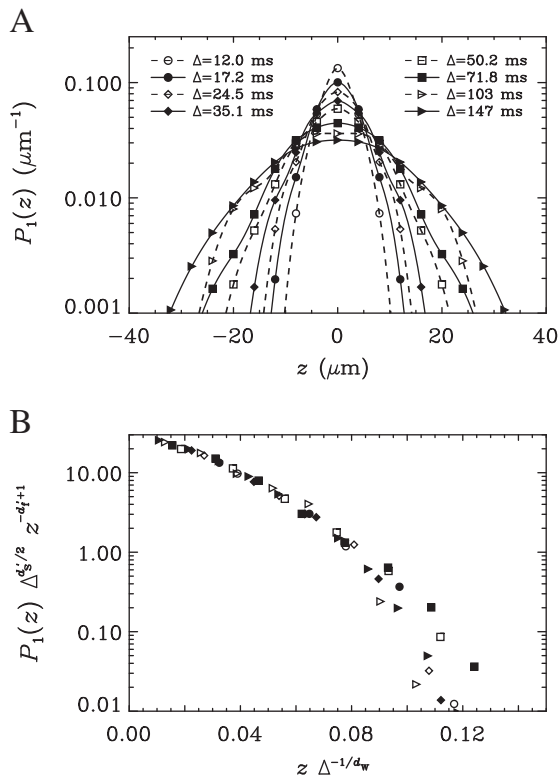 A
Δ=12.0 ms
Δ=17.2 ms
Δ=24.5 ms
Δ=35.1 ms
Δ=50.2 ms
Δ=71.8 ms
Δ=103 ms
Δ=147 ms
P₁(z) (μm⁻¹)
0.100
0.010
0.001
−40 −20 0 20 40
z (μm)
B
P₁(z) Δ^{d'ₛ/2} z^{-d'_f+1}
10.00
1.00
0.10
0.01
0.00 0.04 0.08 0.12
z Δ^{-1/d_w}